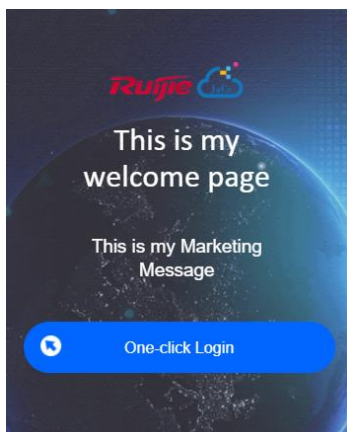 Ruijie
This is my
welcome page
This is my Marketing
Message
One-click Login